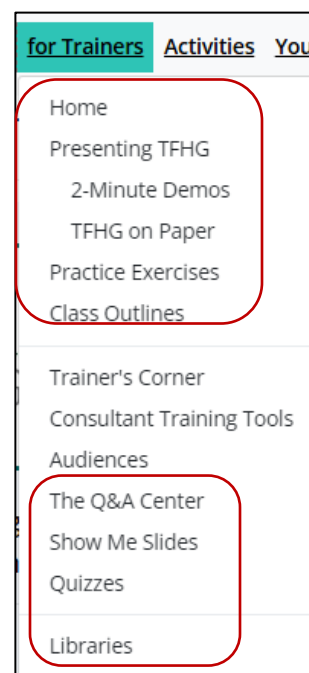 for Trainers Activities You
Home
Presenting TFHG
2-Minute Demos
TFHG on Paper
Practice Exercises
Class Outlines
Trainer's Corner
Consultant Training Tools
Audiences
The Q&A Center
Show Me Slides
Quizzes
Libraries